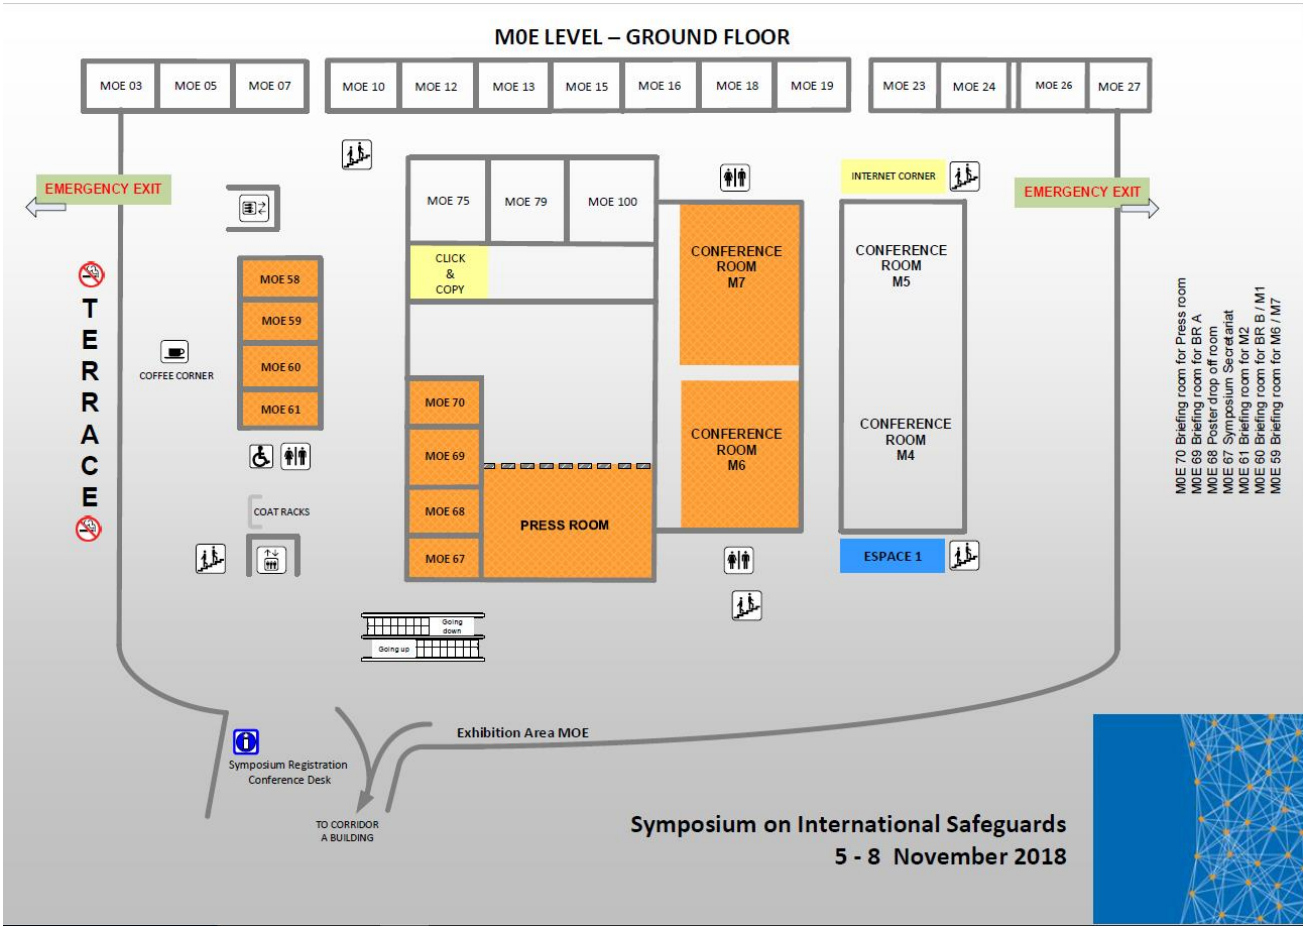 M0E LEVEL – GROUND FLOOR
MOE 03
MOE 05
MOE 07
MOE 10
MOE 12
MOE 13
MOE 15
MOE 16
MOE 18
MOE 19
MOE 23
MOE 24
MOE 26
MOE 27
EMERGENCY EXIT
MOE 75
MOE 79
MOE 100
INTERNET CORNER
EMERGENCY EXIT
CLICK
&
COPY
CONFERENCE
ROOM
M7
CONFERENCE
ROOM
M5
MOE 58
MOE 59
MOE 60
MOE 61
TERRACE
COFFEE CORNER
MOE 70
MOE 69
MOE 68
MOE 67
PRESS ROOM
CONFERENCE
ROOM
M6
CONFERENCE
ROOM
M4
COAT RACKS
ESPACE 1
M0E 70 Briefing room for Press room
M0E 69 Briefing room for BR A
M0E 68 Poster drop off room
M0E 67 Symposium Secretariat
M0E 61 Briefing room for M2
M0E 60 Briefing room for BR B / M1
M0E 59 Briefing room for M6 / M7
Going
down
Going up
Exhibition Area MOE
Symposium Registration
Conference Desk
TO CORRIDOR
A BUILDING
Symposium on International Safeguards
5 - 8 November 2018